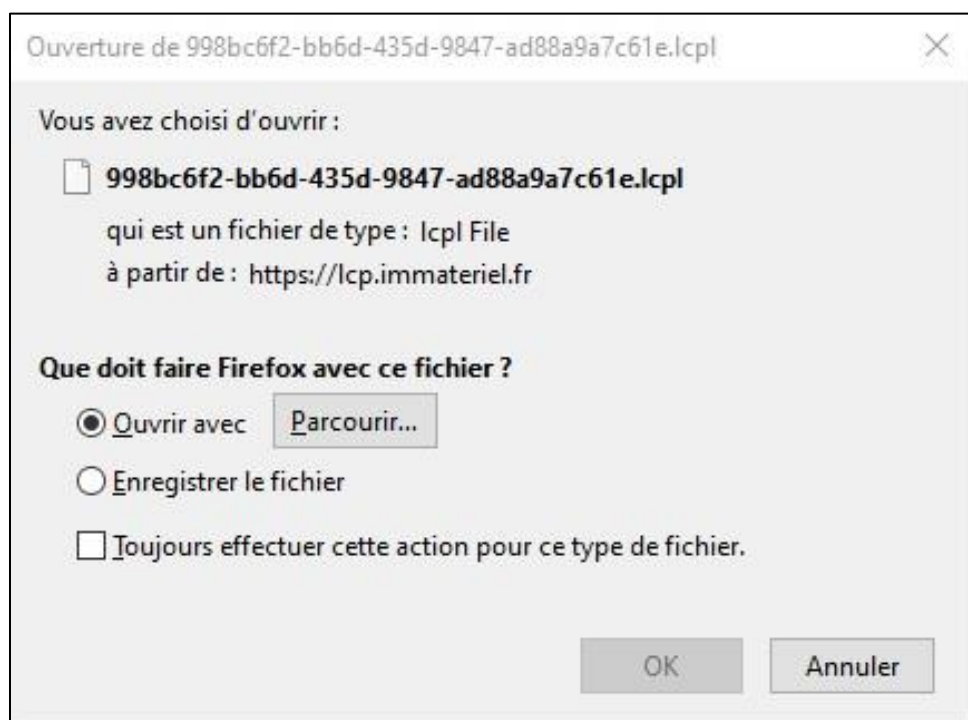 Ouverture de 998bc6f2-bb6d-435d-9847-ad88a9a7c61e.lcpl
Vous avez choisi d'ouvrir :
998bc6f2-bb6d-435d-9847-ad88a9a7c61e.lcpl
qui est un fichier de type : lcpl File
à partir de : https://lcp.immateriel.fr
Que doit faire Firefox avec ce fichier ?
Ouvrir avec Parcourir...
Enregistrer le fichier
Toujours effectuer cette action pour ce type de fichier.
OK Annuler